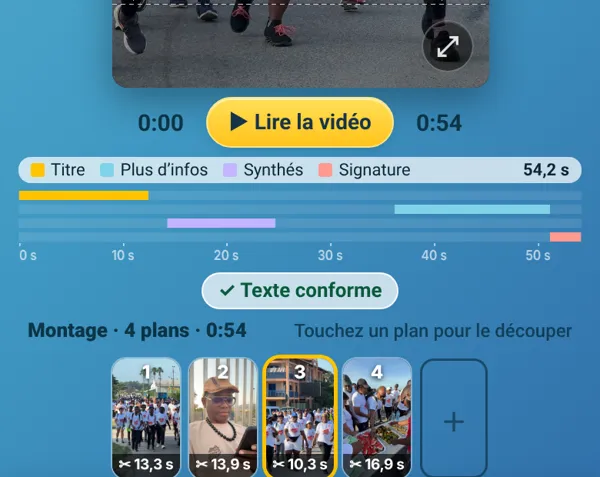 0:00 Lire la vidéo 0:54
Titre Plus d’infos Synthés Signature 54,2 s
0 s 10 s 20 s 30 s 40 s 50 s
✓ Texte conforme
Montage · 4 plans · 0:54 Touchez un plan pour le découper
1 2 3 4
13,3 s 13,9 s 10,3 s 16,9 s